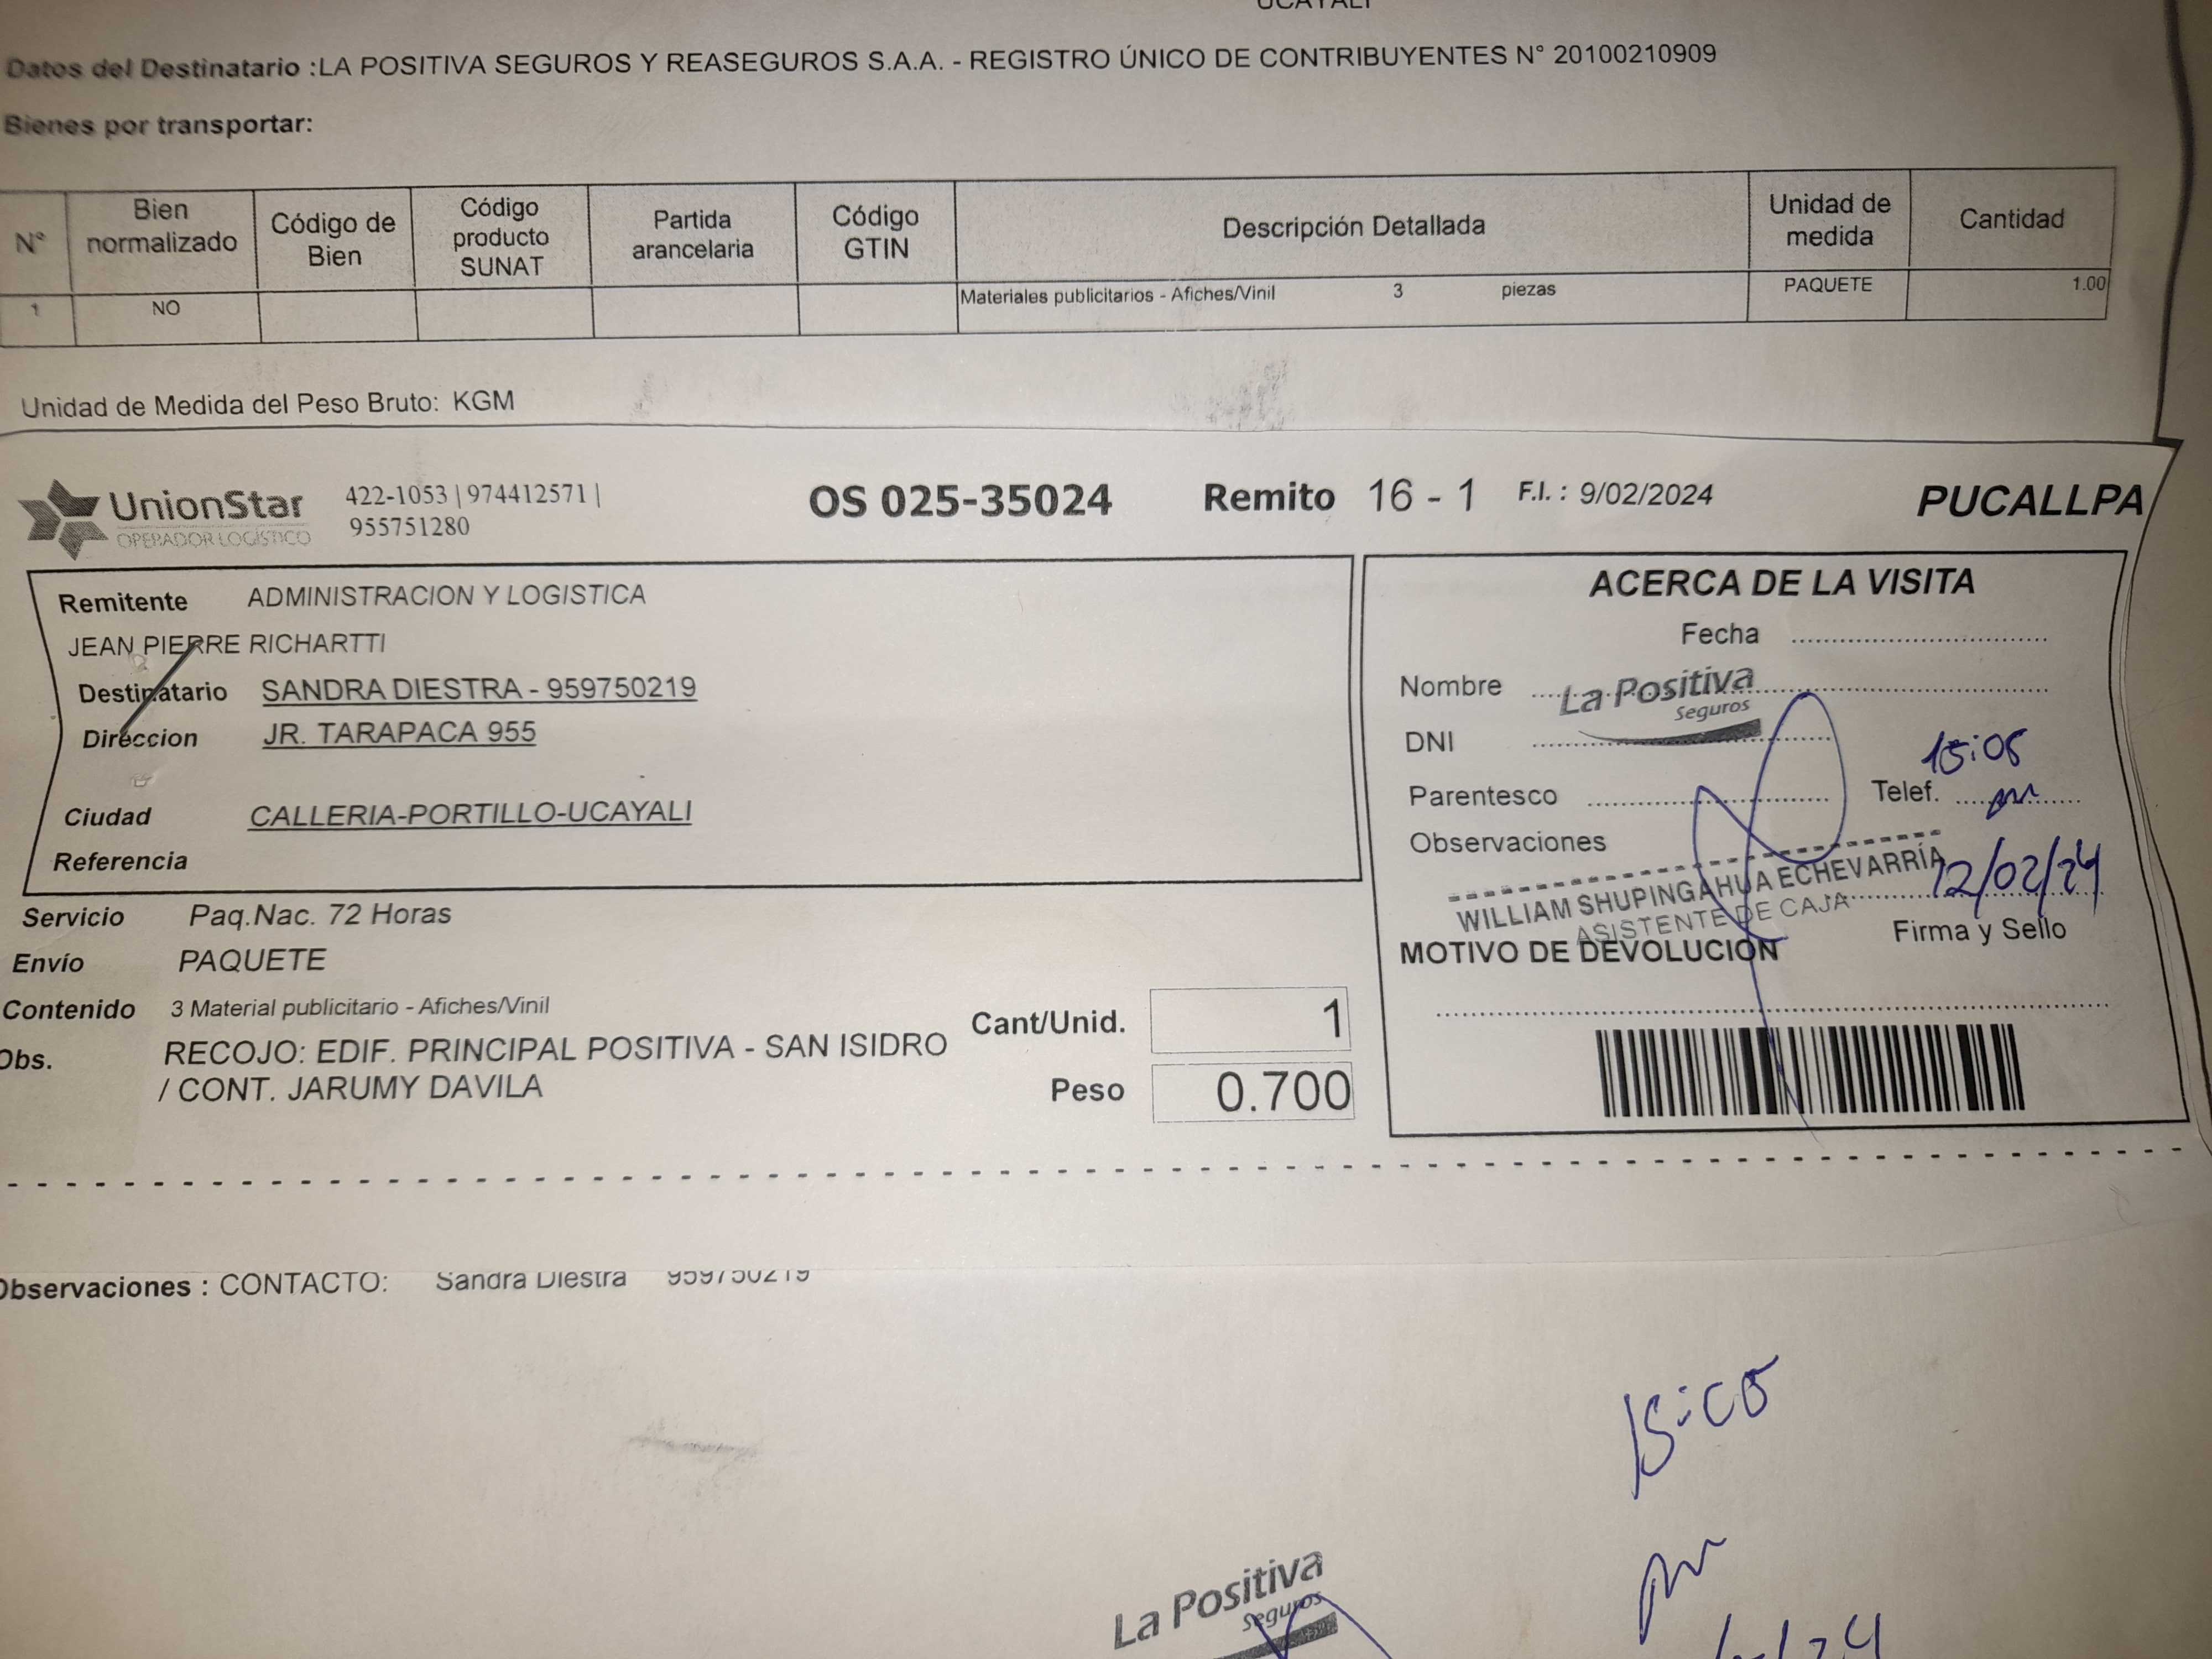 UCAYALI
Datos del Destinatario :LA POSITIVA SEGUROS Y REASEGUROS S.A.A. - REGISTRO ÚNICO DE CONTRIBUYENTES N° 20100210909
Bienes por transportar:
N° Bien normalizado Código de Bien Código producto SUNAT Partida arancelaria Código GTIN Descripción Detallada Unidad de medida Cantidad
1 NO Materiales publicitarios - Afiches/Vinil 3 piezas PAQUETE 1.00
Unidad de Medida del Peso Bruto: KGM
UnionStar
OPERADOR LOGÍSTICO
422-1053 | 974412571 |
955751280
OS 025-35024 Remito 16 - 1 F.I. : 9/02/2024 PUCALLPA
Remitente ADMINISTRACION Y LOGISTICA
JEAN PIERRE RICHARTTI
Destinatario SANDRA DIESTRA - 959750219
Direccion JR. TARAPACA 955
Ciudad CALLERIA-PORTILLO-UCAYALI
Referencia
ACERCA DE LA VISITA
Fecha
Nombre
La Positiva
Seguros
DNI
15:05
Parentesco Telef.
Observaciones
WILLIAM SHUPINGAHUA ECHEVARRÍA
ASISTENTE DE CAJA
12/02/24
Firma y Sello
MOTIVO DE DEVOLUCION
Servicio Paq.Nac. 72 Horas
Envío PAQUETE
Contenido 3 Material publicitario - Afiches/Vinil
Cant/Unid. 1
Obs. RECOJO: EDIF. PRINCIPAL POSITIVA - SAN ISIDRO
/ CONT. JARUMY DAVILA
Peso 0.700
Observaciones : CONTACTO: Sandra Diestra 959750219
La Positiva
Seguros